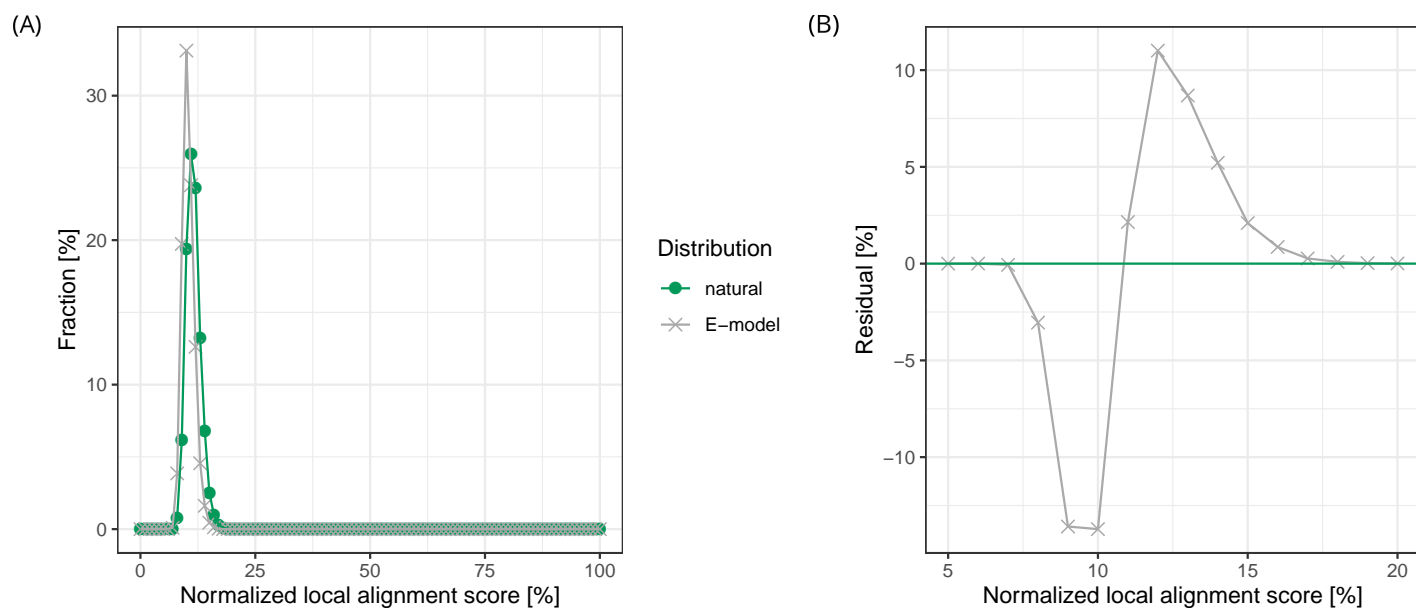 (A)
Fraction [%]
30
20
10
0
0 25 50 75 100
Normalized local alignment score [%]
Distribution
natural
E−model
(B)
Residual [%]
10
5
0
−5
−10
5 10 15 20
Normalized local alignment score [%]